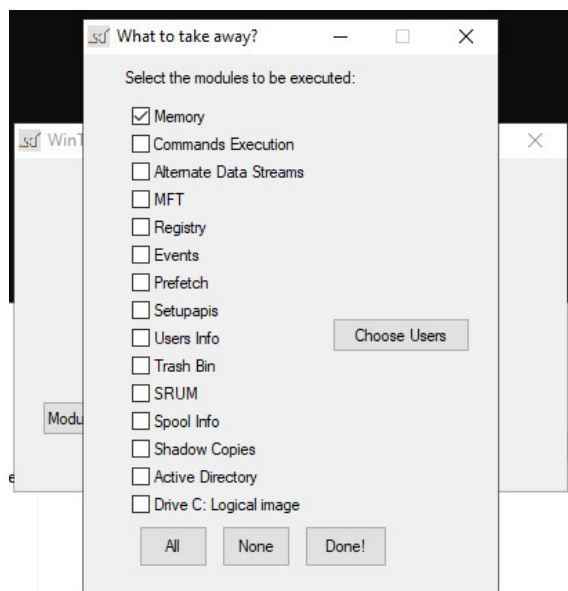 What to take away?
Select the modules to be executed:
Memory
Commands Execution
Alternate Data Streams
MFT
Registry
Events
Prefetch
Setupapis
Users Info
Choose Users
Trash Bin
SRUM
Spool Info
Shadow Copies
Active Directory
Drive C: Logical image
All None Done!